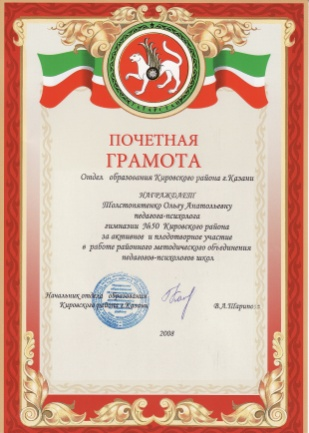 ПОЧЕТНАЯ
ГРАМОТА
Отдел образования Кировского района г.Казани
НАГРАЖДАЕТ
Толстопятенко Ольгу Анатольевну
педагога-психолога
гимназии №50 Кировского района
за активное и плодотворное участие
в работе районного методического объединения
педагогов-психологов школ
Начальник отдела образования
Кировского района г.Казани
В.А.Шарипова
2008